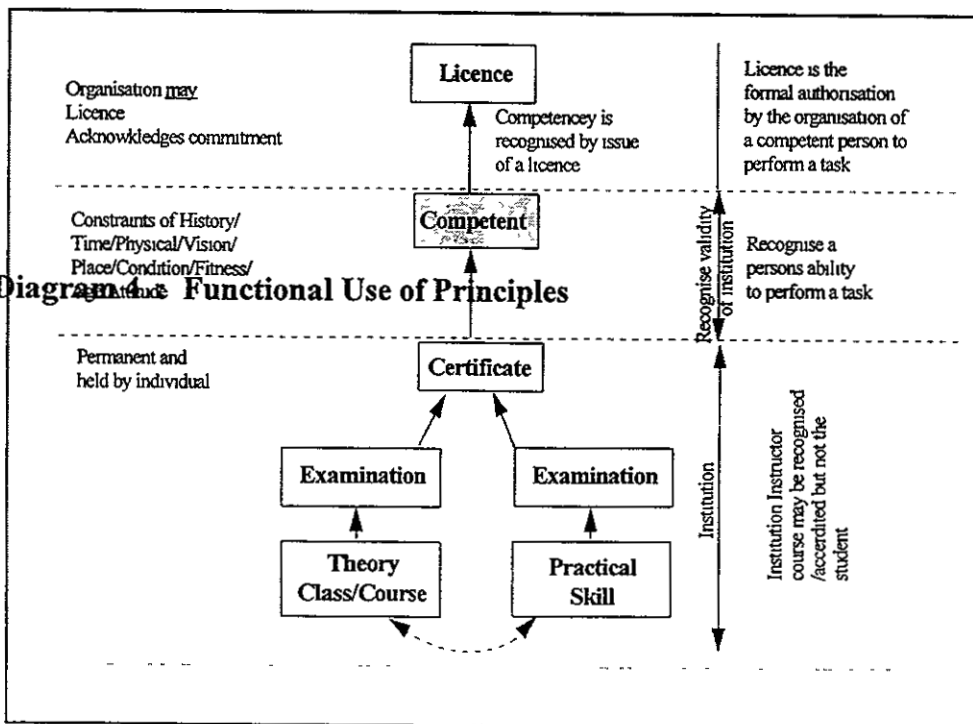 Licence
Organisation may
Licence
Acknowkledges commitment
Competencey is
recognised by issue
of a licence
Licence is the
formal authorisation
by the organisation of
a competent person to
perform a task
Constraints of History/
Time/Physical/Vision/
Place/Condition/Fitness/
Competent
Recognise validity
of institution
Recognise a
persons ability
to perform a task
Diagram 4 Functional Use of Principles
Permanent and
held by individual
Certificate
Examination
Examination
Theory
Class/Course
Practical
Skill
Institution
Institution Instructor
course may be recognised
/accerdited but not the
student